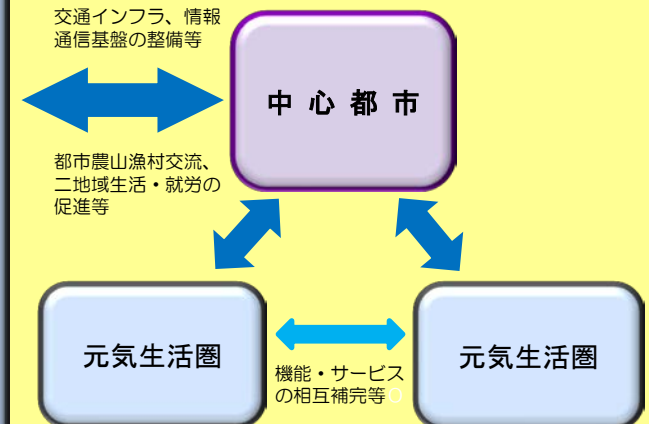 交通インフラ、情報
通信基盤の整備等
中心都市
都市農山漁村交流、
二地域生活・就労の
促進等
元気生活圏
機能・サービス
の相互補完等
元気生活圏